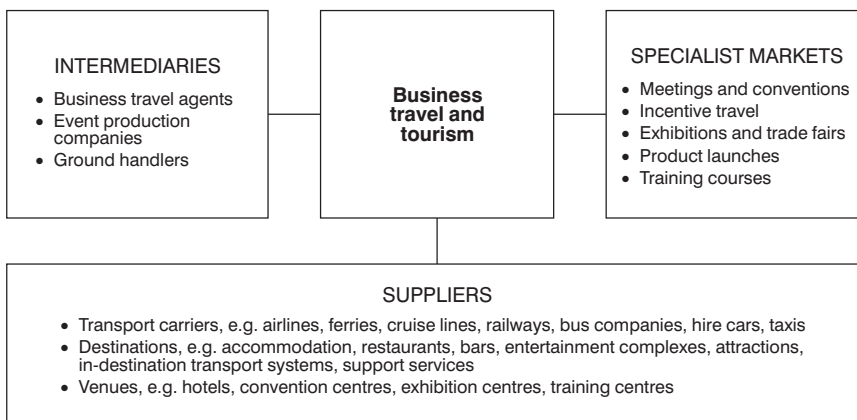 INTERMEDIARIES
• Business travel agents
• Event production
companies
• Ground handlers
Business
travel and
tourism
SPECIALIST MARKETS
• Meetings and conventions
• Incentive travel
• Exhibitions and trade fairs
• Product launches
• Training courses
SUPPLIERS
• Transport carriers, e.g. airlines, ferries, cruise lines, railways, bus companies, hire cars, taxis
• Destinations, e.g. accommodation, restaurants, bars, entertainment complexes, attractions,
in-destination transport systems, support services
• Venues, e.g. hotels, convention centres, exhibition centres, training centres